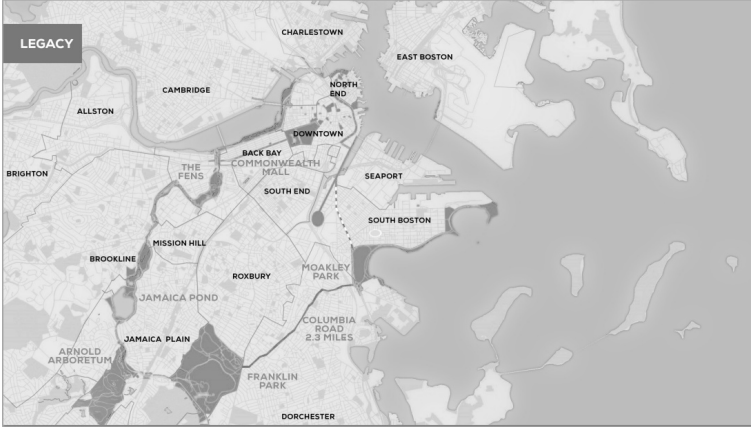 LEGACY
CHARLESTOWN
EAST BOSTON
CAMBRIDGE
NORTH
END
ALLSTON
DOWNTOWN
BACK BAY
COMMONWEALTH
MALL
THE
FENS
BRIGHTON
SEAPORT
SOUTH END
SOUTH BOSTON
MISSION HILL
BROOKLINE
ROXBURY
MOAKLEY
PARK
JAMAICA POND
COLUMBIA
ROAD
2.3 MILES
JAMAICA PLAIN
ARNOLD
ARBORETUM
FRANKLIN
PARK
DORCHESTER